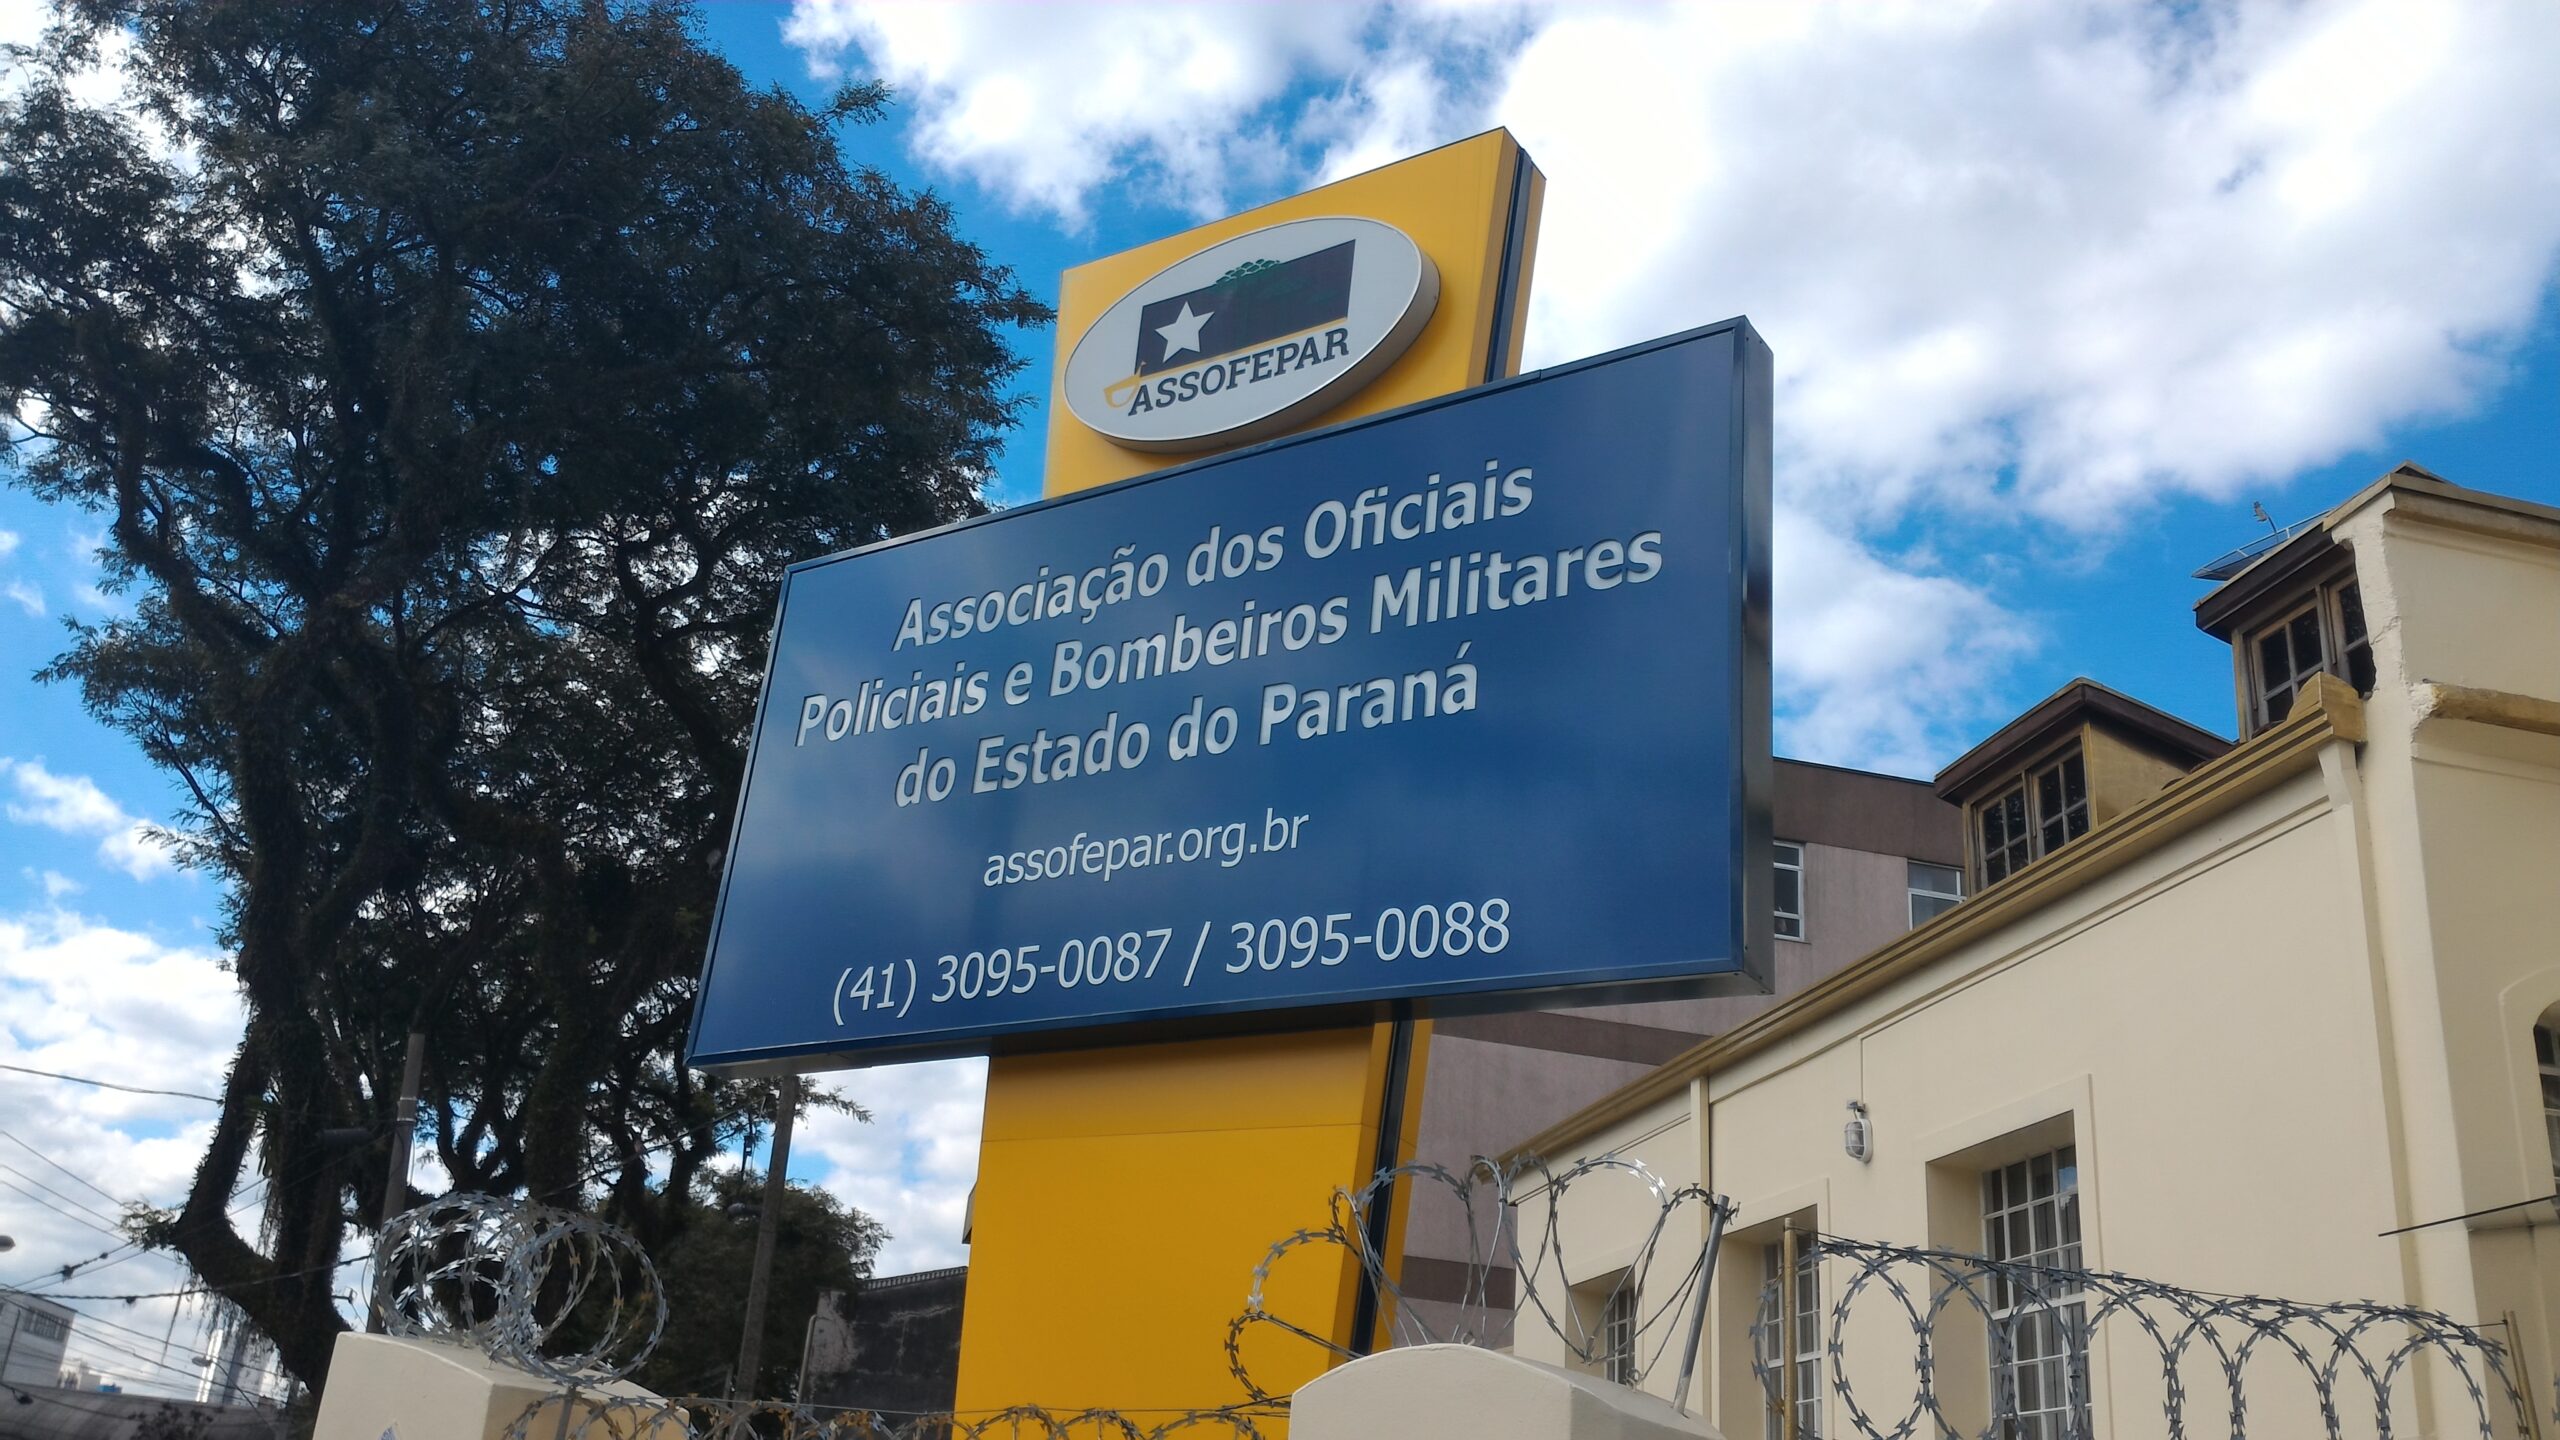 ASSOFEPAR
Associação dos Oficiais
Policiais e Bombeiros Militares
do Estado do Paraná
assofepar.org.br
(41) 3095-0087 / 3095-0088